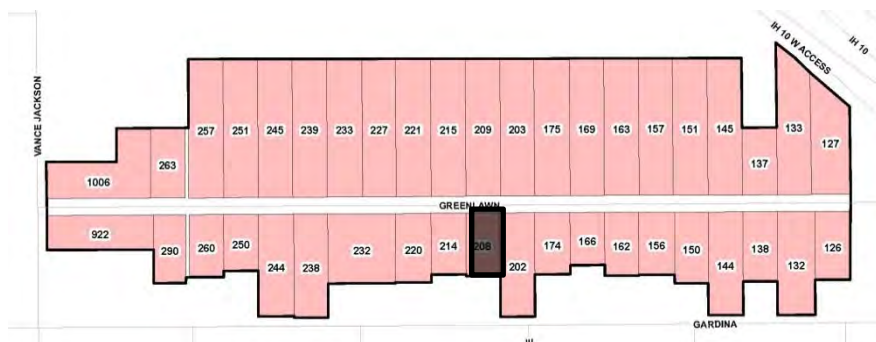 IH 10
IH 10 W ACCESS
VANCE JACKSON
257 251 245 239 233 227 221 215 209 203 175 169 163 157 151 145 133
263 137 127
1006
GREENLAWN
922
290 260 250 232 220 214 208 174 166 162 156 150 138 126
244 238 202 144 132
GARDINA